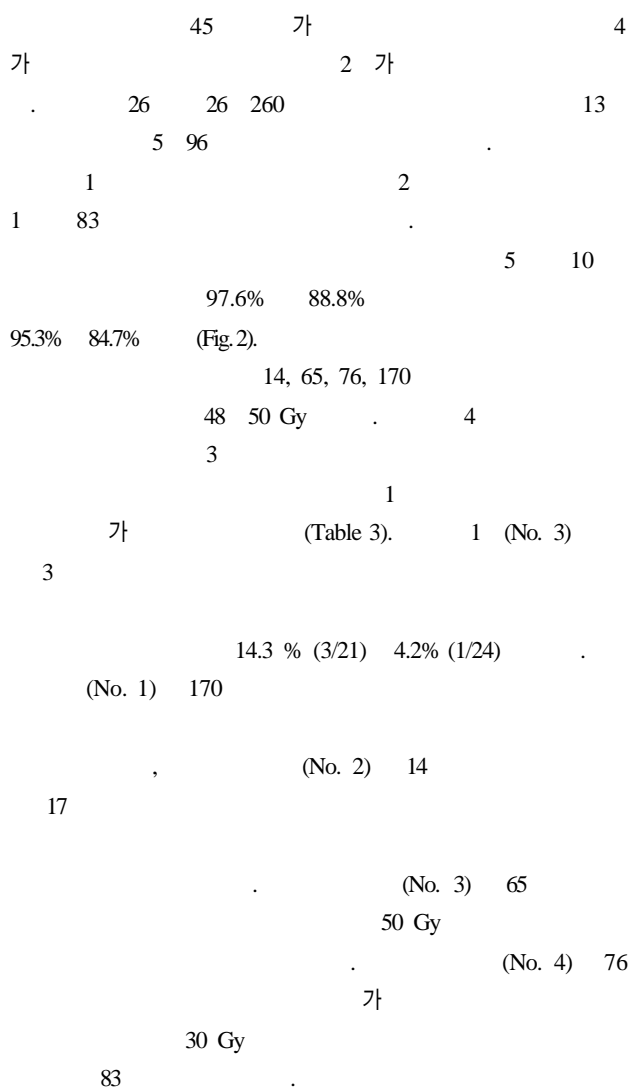 45 가 4
가 2 가
. 26 26 260 13
5 96 .
1 2
1 83 .
5 10
97.6% 88.8%
95.3% 84.7% (Fig. 2).
14, 65, 76, 170
48 50 Gy . 4
3
1
가 (Table 3). 1 (No. 3)
3
14.3 % (3/21) 4.2% (1/24) .
(No. 1) 170
, (No. 2) 14
17
. (No. 3) 65
50 Gy
. (No. 4) 76
가
30 Gy
83 .